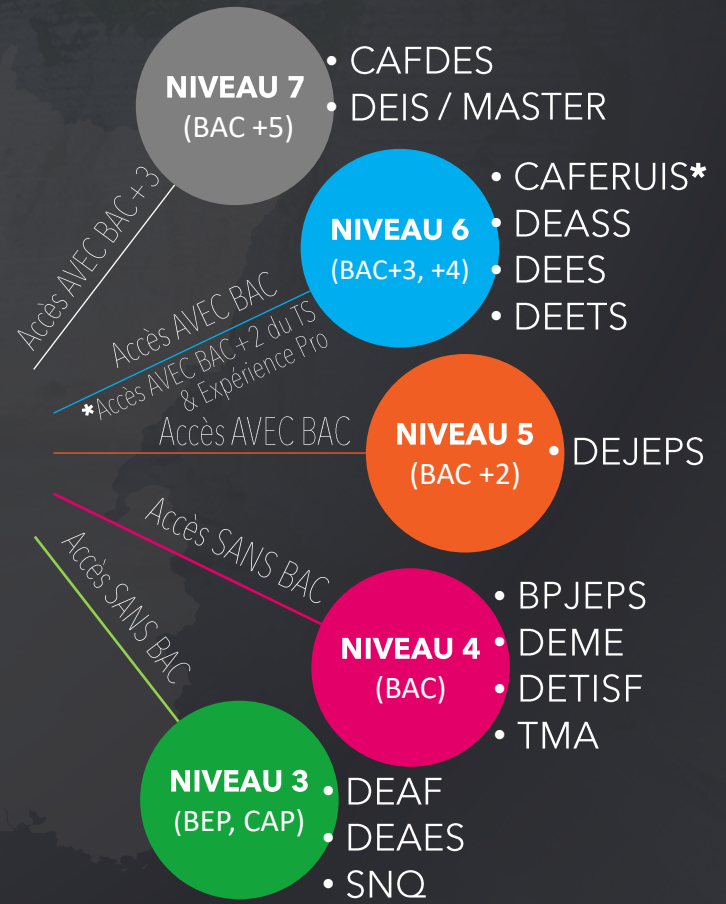 NIVEAU 7
(BAC +5)
• CAFDES
• DEIS / MASTER
Accès AVEC BAC+3
NIVEAU 6
(BAC+3, +4)
• CAFERUIS*
• DEASS
• DEES
• DEETS
Accès AVEC BAC
*Accès AVEC BAC+2 du TS
& Expérience Pro
Accès AVEC BAC
NIVEAU 5
(BAC +2)
• DEJEPS
Accès SANS BAC
NIVEAU 4
(BAC)
• BPJEPS
• DEME
• DETISF
• TMA
Accès SANS BAC
NIVEAU 3
(BEP, CAP)
• DEAF
• DEAES
• SNQ